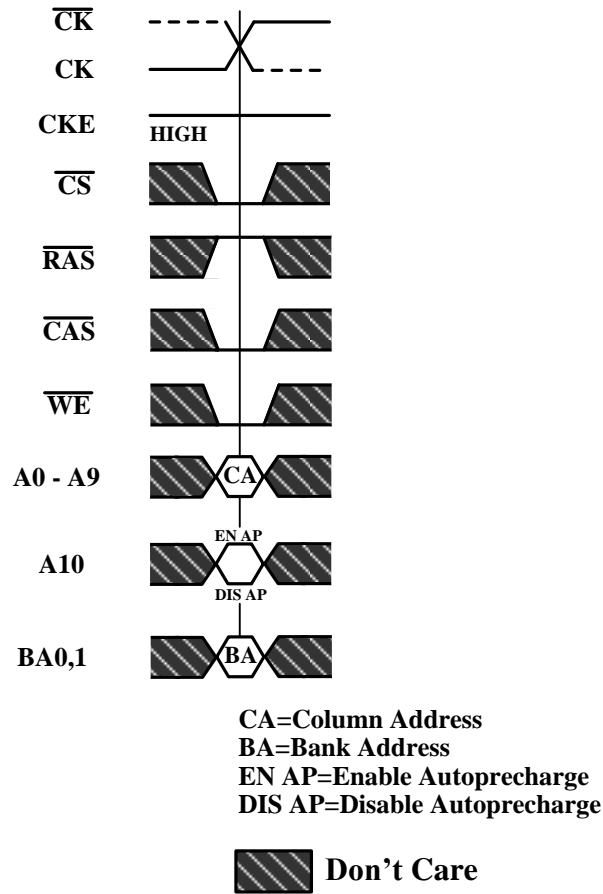 CK
CK
CKE
HIGH
CS
RAS
CAS
WE
A0 - A9
CA
EN AP
A10
DIS AP
BA0,1
BA
CA=Column Address
BA=Bank Address
EN AP=Enable Autoprecharge
DIS AP=Disable Autoprecharge
Don't Care